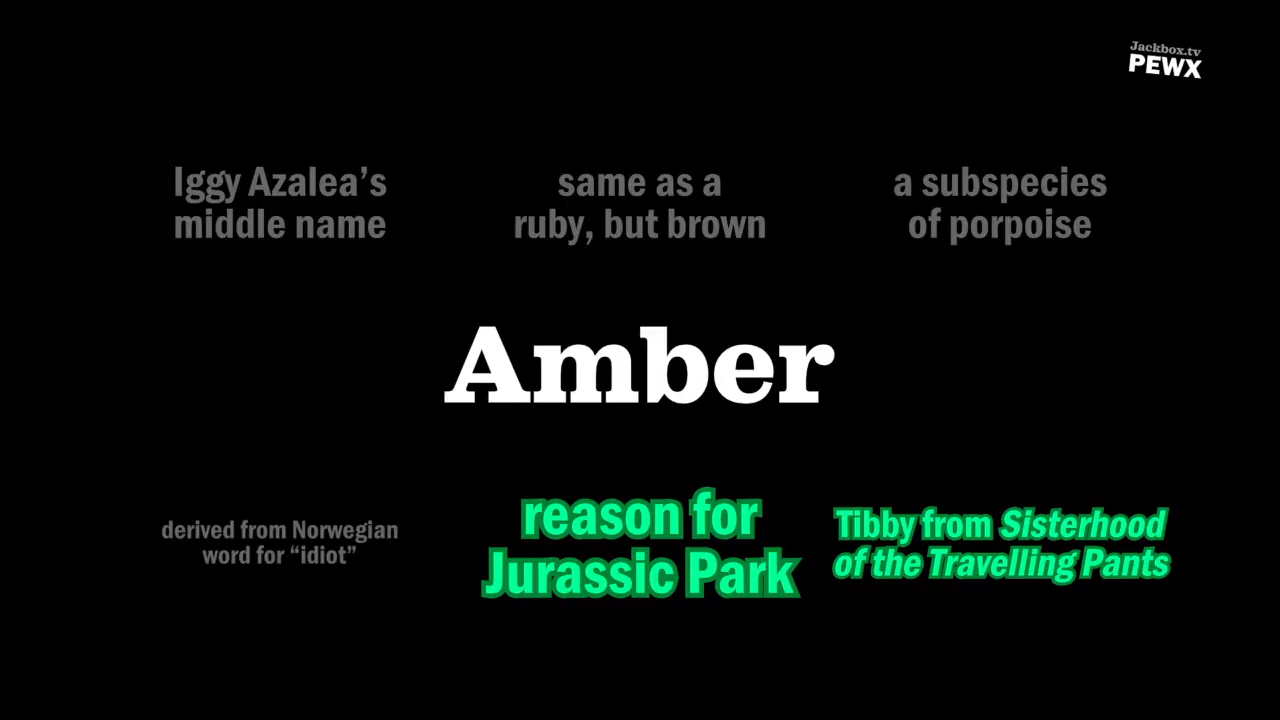 Jackbox.tv
PEWX
Iggy Azalea’s
middle name
same as a
ruby, but brown
a subspecies
of porpoise
Amber
derived from Norwegian
word for “idiot”
reason for
Jurassic Park
Tibby from Sisterhood
of the Travelling Pants